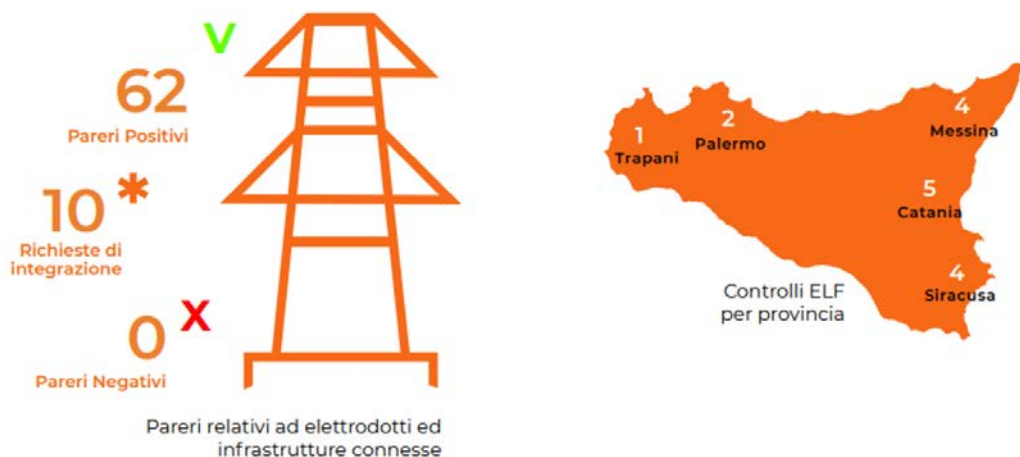 V
62
Pareri Positivi
10 *
Richieste di
integrazione
0 X
Pareri Negativi
Pareri relativi ad elettrodotti ed
infrastrutture connesse
1
Trapani
2
Palermo
4
Messina
5
Catania
4
Siracusa
Controlli ELF
per provincia